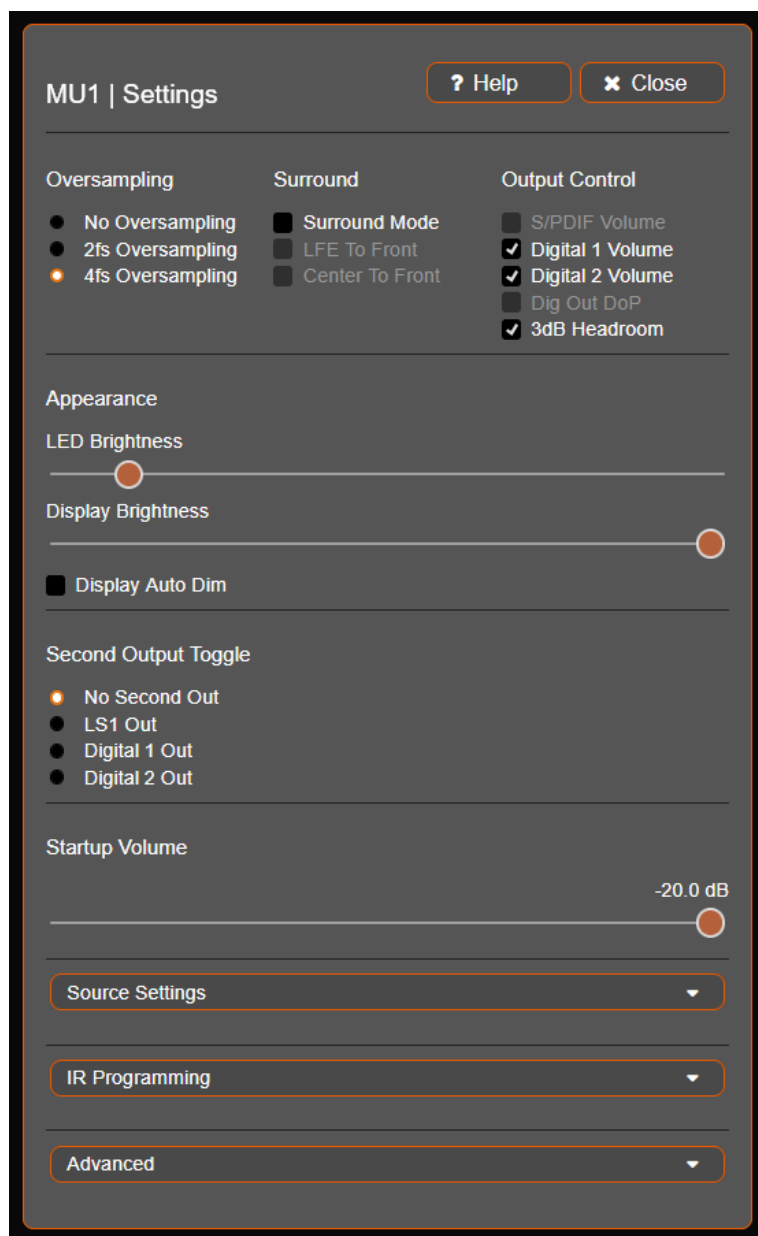 MU1 | Settings
? Help
✖ Close
Oversampling
No Oversampling
2fs Oversampling
4fs Oversampling
Surround
Surround Mode
LFE To Front
Center To Front
Output Control
S/PDIF Volume
Digital 1 Volume
Digital 2 Volume
Dig Out DoP
3dB Headroom
Appearance
LED Brightness
Display Brightness
Display Auto Dim
Second Output Toggle
No Second Out
LS1 Out
Digital 1 Out
Digital 2 Out
Startup Volume
-20.0 dB
Source Settings
IR Programming
Advanced